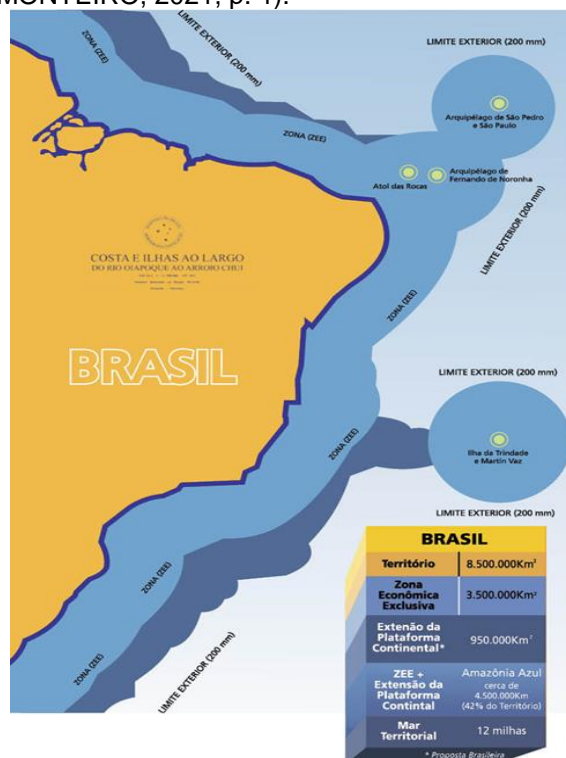 MONTEIRO, 2021, p. 1).
LIMITE EXTERIOR (200 mm)
LIMITE EXTERIOR (200 mm)
Arquipélago de São Pedro
e São Paulo
ZONA (ZEE)
ZONA (ZEE)
Atol das Rocas
Arquipélago de
Fernando de Noronha
LIMITE EXTERIOR (200 mm)
COSTA E ILHAS AO LARGO
DO RIO OIAPOQUE AO ARROIO CHUÍ
ZONA (ZEE)
BRASIL
LIMITE EXTERIOR (200 mm)
ZONA (ZEE)
Ilha da Trindade
e Martin Vaz
LIMITE EXTERIOR (200 mm)
ZONA (ZEE)
LIMITE EXTERIOR (200 mm)
ZONA (ZEE)
BRASIL
Território 8.500.000Km²
Zona
Econômica
Exclusiva
3.500.000Km²
Extenão da
Plataforma
Continental*
950.000Km²
ZEE +
Extensão da
Plataforma
Contintal
Amazônia Azul
cerca de
4.500.000Km
(42% do Território)
Mar
Territorial
12 milhas
* Proposta Brasileira